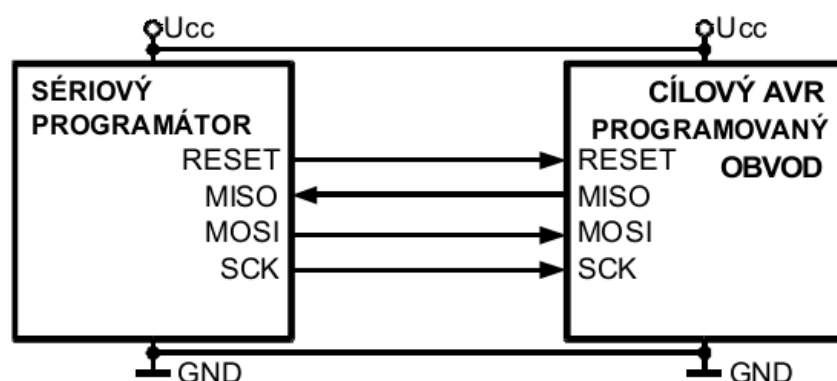 Ucc
Ucc
SÉRIOVÝ
PROGRAMÁTOR
RESET
MISO
MOSI
SCK
CÍLOVÝ AVR
PROGRAMOVANÝ
OBVOD
RESET
MISO
MOSI
SCK
GND
GND